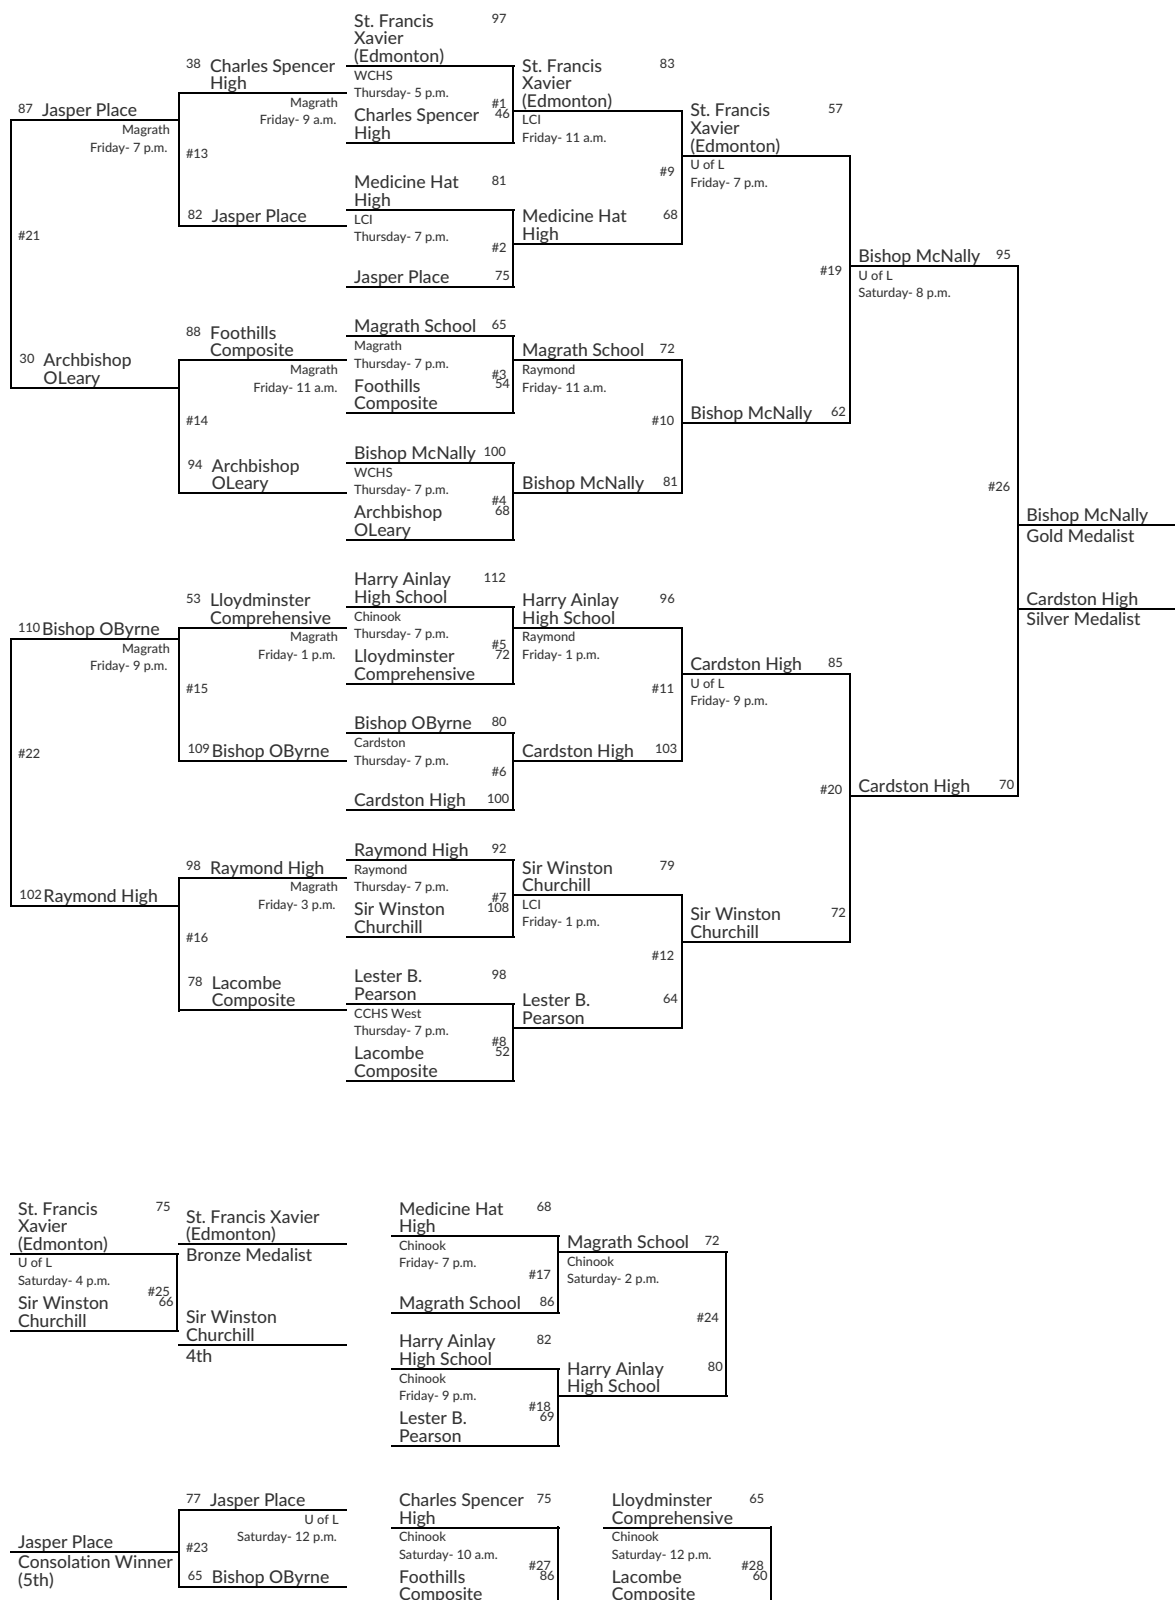 St. Francis 97
Xavier
(Edmonton)
38 Charles Spencer
High
WCHS
Thursday- 5 p.m.
St. Francis 83
Xavier
(Edmonton)
87 Jasper Place
Magrath
Friday- 9 a.m.
#1
Charles Spencer 46
High
LCI
Friday- 11 a.m.
St. Francis 57
Xavier
(Edmonton)
Magrath
Friday- 7 p.m.
#13
#9
U of L
Friday- 7 p.m.
Medicine Hat 81
High
82 Jasper Place
LCI
Thursday- 7 p.m.
Medicine Hat 68
High
#21
#2
Jasper Place 75
#19
Bishop McNally 95
U of L
Saturday- 8 p.m.
88 Foothills
Composite
Magrath School 65
Magrath
Thursday- 7 p.m.
Magrath School 72
30 Archbishop
OLeary
Magrath
Friday- 11 a.m.
#3
Foothills 54
Composite
Raymond
Friday- 11 a.m.
#14
#10
Bishop McNally 62
94 Archbishop
OLeary
Bishop McNally 100
WCHS
Thursday- 7 p.m.
Bishop McNally 81
#4
Archbishop 68
OLeary
#26
Bishop McNally
Gold Medalist
Harry Ainlay 112
High School
53 Lloydminster
Comprehensive
Chinook
Thursday- 7 p.m.
Harry Ainlay 96
High School
Cardston High
Silver Medalist
110 Bishop OByrne
Magrath
Friday- 9 p.m.
Magrath
Friday- 1 p.m.
#5
Lloydminster 72
Comprehensive
Raymond
Friday- 1 p.m.
Cardston High 85
U of L
Friday- 9 p.m.
#15
#11
Bishop OByrne 80
109 Bishop OByrne
Cardston
Thursday- 7 p.m.
Cardston High 103
#22
#6
Cardston High 100
#20
Cardston High 70
98 Raymond High
Raymond High 92
Raymond
Thursday- 7 p.m.
Sir Winston 79
Churchill
102 Raymond High
Magrath
Friday- 3 p.m.
#7
Sir Winston 108
Churchill
LCI
Friday- 1 p.m.
Sir Winston 72
Churchill
#16
#12
78 Lacombe
Composite
Lester B. 98
Pearson
CCHS West
Thursday- 7 p.m.
Lester B. 64
Pearson
#8
Lacombe 52
Composite
St. Francis 75
Xavier
(Edmonton)
U of L
Saturday- 4 p.m.
#25
Sir Winston 66
Churchill
St. Francis Xavier
(Edmonton)
Bronze Medalist
Sir Winston
Churchill
4th
Medicine Hat 68
High
Chinook
Friday- 7 p.m.
#17
Magrath School 86
Magrath School 72
Chinook
Saturday- 2 p.m.
#24
Harry Ainlay 82
High School
Chinook
Friday- 9 p.m.
#18
Lester B. 69
Pearson
Harry Ainlay 80
High School
77 Jasper Place
U of L
Saturday- 12 p.m.
Jasper Place
Consolation Winner
(5th)
#23
65 Bishop OByrne
Charles Spencer 75
High
Chinook
Saturday- 10 a.m.
#27
Foothills 86
Composite
Lloydminster 65
Comprehensive
Chinook
Saturday- 12 p.m.
#28
Lacombe 60
Composite